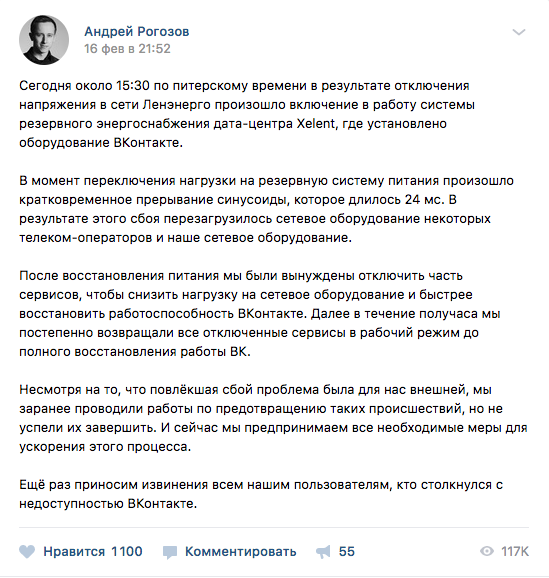 Андрей Рогозов
16 фев в 21:52
Сегодня около 15:30 по питерскому времени в результате отключения
напряжения в сети Ленэнерго произошло включение в работу системы
резервного энергоснабжения дата-центра Xelent, где установлено
оборудование ВКонтакте.
В момент переключения нагрузки на резервную систему питания произошло
кратковременное прерывание синусоиды, которое длилось 24 мс. В
результате этого сбоя перезагрузилось сетевое оборудование некоторых
телеком-операторов и наше сетевое оборудование.
После восстановления питания мы были вынуждены отключить часть
сервисов, чтобы снизить нагрузку на сетевое оборудование и быстрее
восстановить работоспособность ВКонтакте. Далее в течение получаса мы
постепенно возвращали все отключенные сервисы в рабочий режим до
полного восстановления работы ВК.
Несмотря на то, что повлёкшая сбой проблема была для нас внешней, мы
заранее проводили работы по предотвращению таких происшествий, но не
успели их завершить. И сейчас мы предпринимаем все необходимые меры для
ускорения этого процесса.
Ещё раз приносим извинения всем нашим пользователям, кто столкнулся с
недоступностью ВКонтакте.
Нравится 1100 Комментировать 55 117K